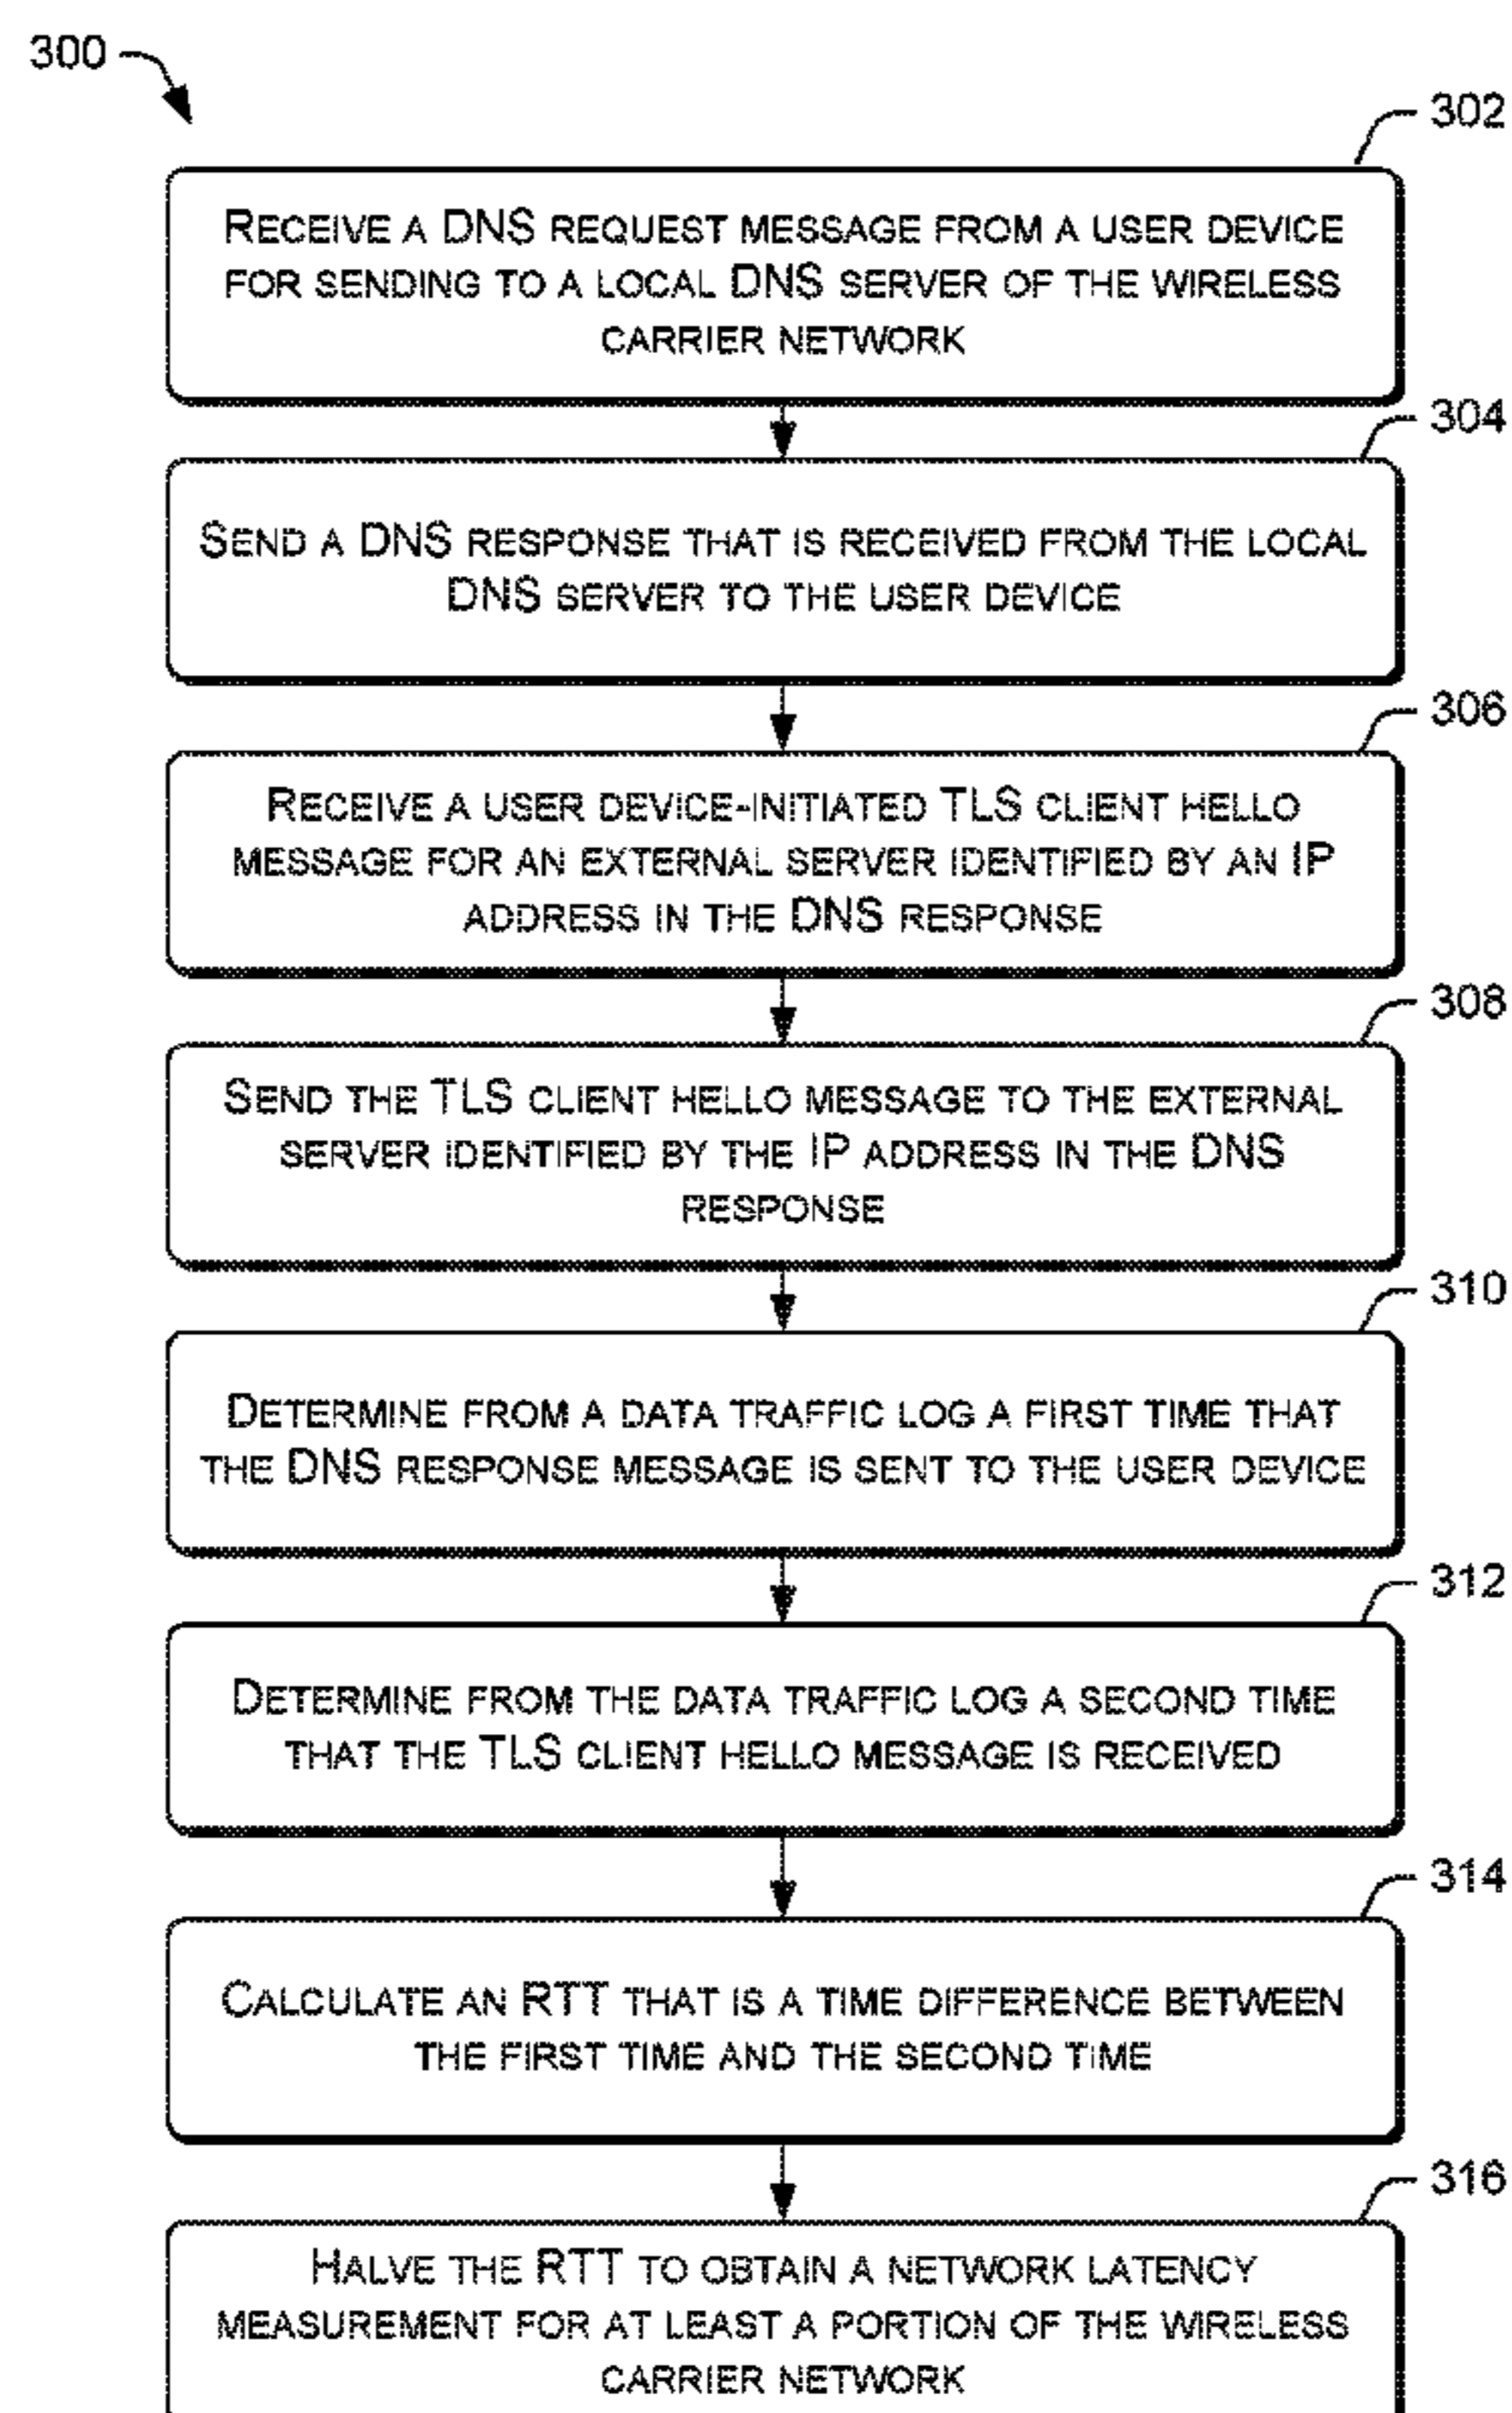 300
302
RECEIVE A DNS REQUEST MESSAGE FROM A USER DEVICE
FOR SENDING TO A LOCAL DNS SERVER OF THE WIRELESS
CARRIER NETWORK
304
SEND A DNS RESPONSE THAT IS RECEIVED FROM THE LOCAL
DNS SERVER TO THE USER DEVICE
306
RECEIVE A USER DEVICE-INITIATED TLS CLIENT HELLO
MESSAGE FOR AN EXTERNAL SERVER IDENTIFIED BY AN IP
ADDRESS IN THE DNS RESPONSE
308
SEND THE TLS CLIENT HELLO MESSAGE TO THE EXTERNAL
SERVER IDENTIFIED BY THE IP ADDRESS IN THE DNS
RESPONSE
310
DETERMINE FROM A DATA TRAFFIC LOG A FIRST TIME THAT
THE DNS RESPONSE MESSAGE IS SENT TO THE USER DEVICE
312
DETERMINE FROM THE DATA TRAFFIC LOG A SECOND TIME
THAT THE TLS CLIENT HELLO MESSAGE IS RECEIVED
314
CALCULATE AN RTT THAT IS A TIME DIFFERENCE BETWEEN
THE FIRST TIME AND THE SECOND TIME
316
HALVE THE RTT TO OBTAIN A NETWORK LATENCY
MEASUREMENT FOR AT LEAST A PORTION OF THE WIRELESS
CARRIER NETWORK